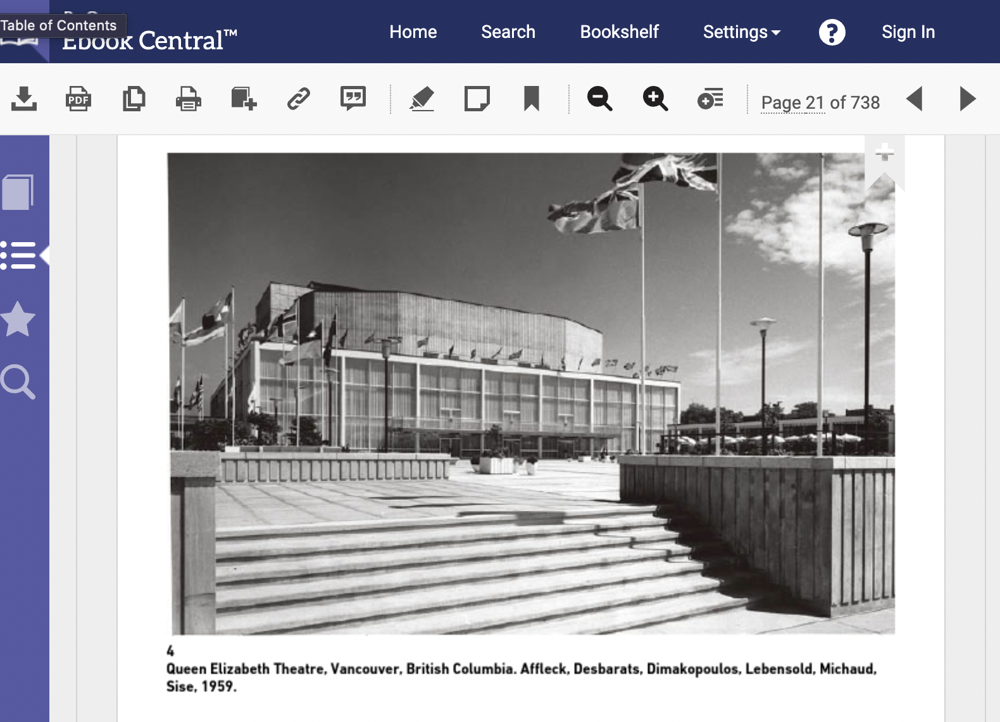 Table of Contents
Ebook Central™
Home
Search
Bookshelf
Settings
?
Sign In
PDF
Page 21 of 738
4
Queen Elizabeth Theatre, Vancouver, British Columbia. Affleck, Desbarats, Dimakopoulos, Lebensold, Michaud,
Sise, 1959.